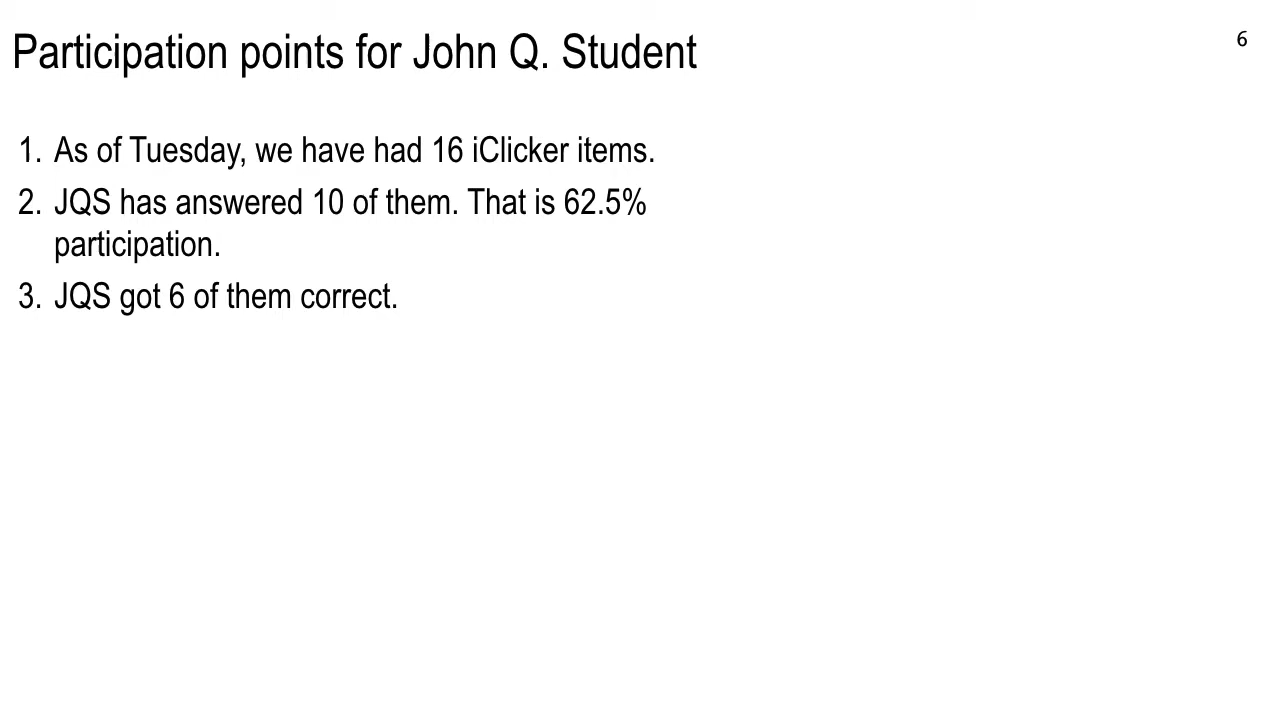 Participation points for John Q. Student
6
1. As of Tuesday, we have had 16 iClicker items.
2. JQS has answered 10 of them. That is 62.5%
participation.
3. JQS got 6 of them correct.